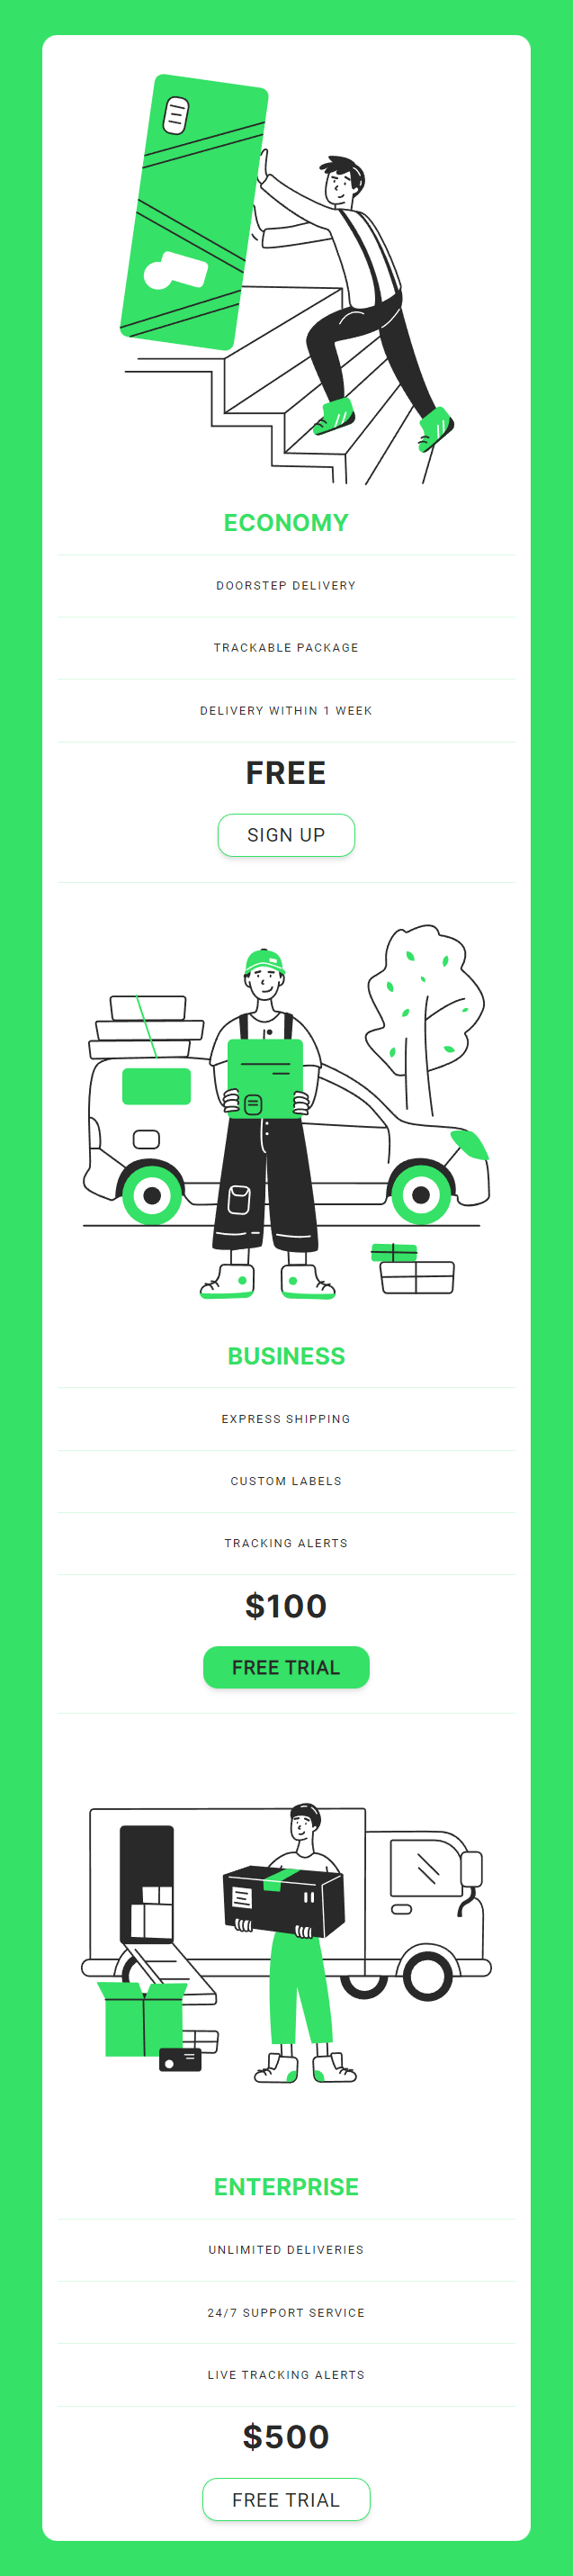 ECONOMY
DOORSTEP DELIVERY
TRACKABLE PACKAGE
DELIVERY WITHIN 1 WEEK
FREE
SIGN UP
BUSINESS
EXPRESS SHIPPING
CUSTOM LABELS
TRACKING ALERTS
$100
FREE TRIAL
ENTERPRISE
UNLIMITED DELIVERIES
24/7 SUPPORT SERVICE
LIVE TRACKING ALERTS
$500
FREE TRIAL